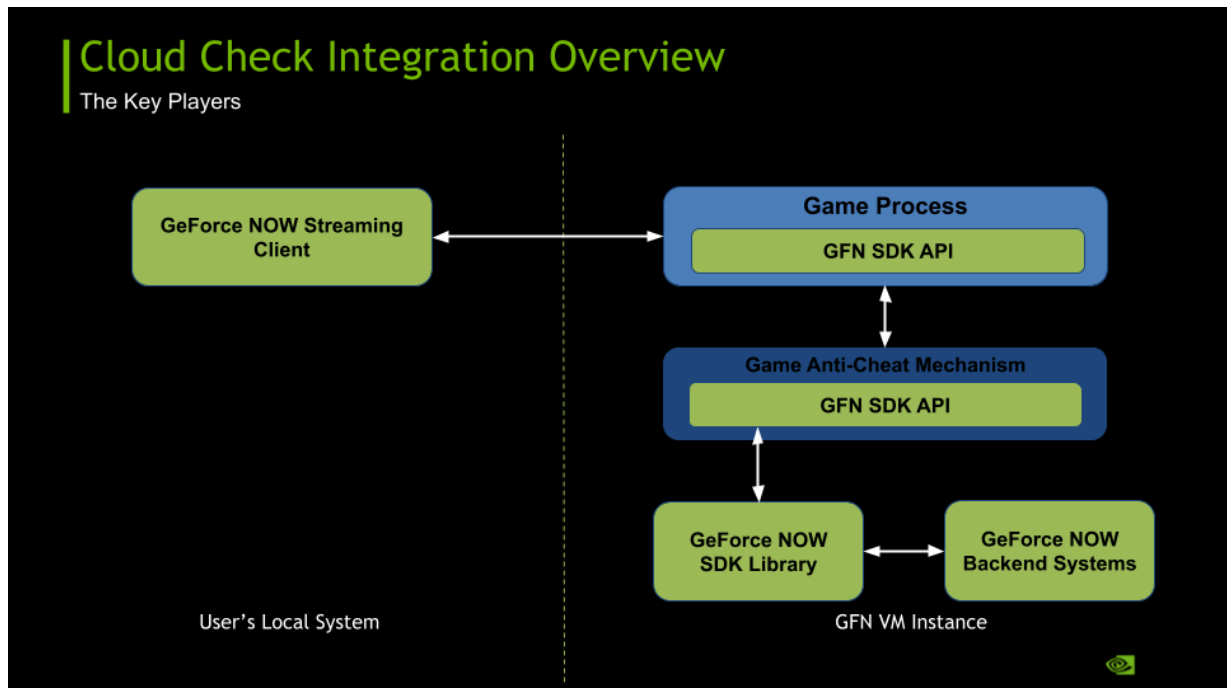 Cloud Check Integration Overview
The Key Players
GeForce NOW Streaming
Client
Game Process
GFN SDK API
Game Anti-Cheat Mechanism
GFN SDK API
GeForce NOW
SDK Library
GeForce NOW
Backend Systems
User’s Local System
GFN VM Instance